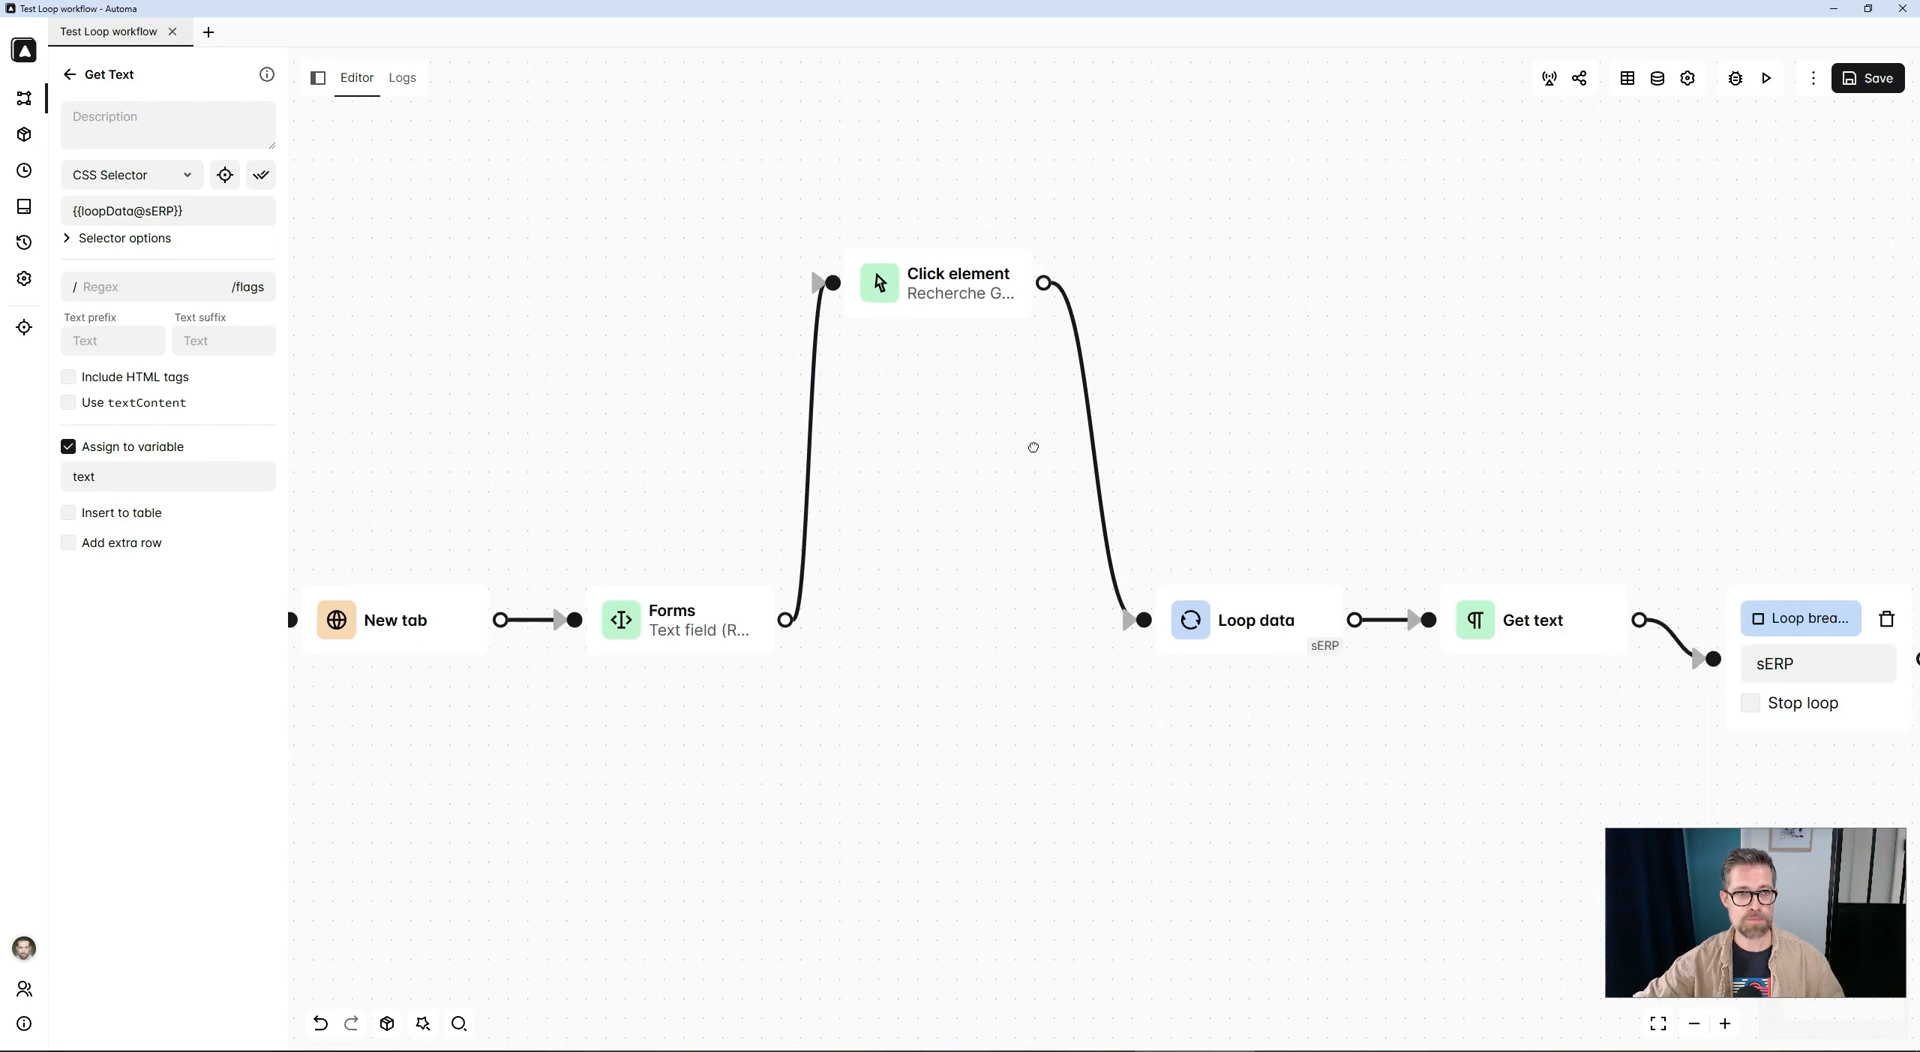 Test Loop workflow - Automa
Test Loop workflow
Get Text
Editor
Logs
Save
Description
CSS Selector
{{loopData@sERP}}
Selector options
/ Regex
/flags
Text prefix
Text suffix
Text
Text
Include HTML tags
Use textContent
Assign to variable
text
Insert to table
Add extra row
Click element
Recherche G...
New tab
Forms
Text field (R...
Loop data
sERP
Get text
Loop brea...
sERP
Stop loop